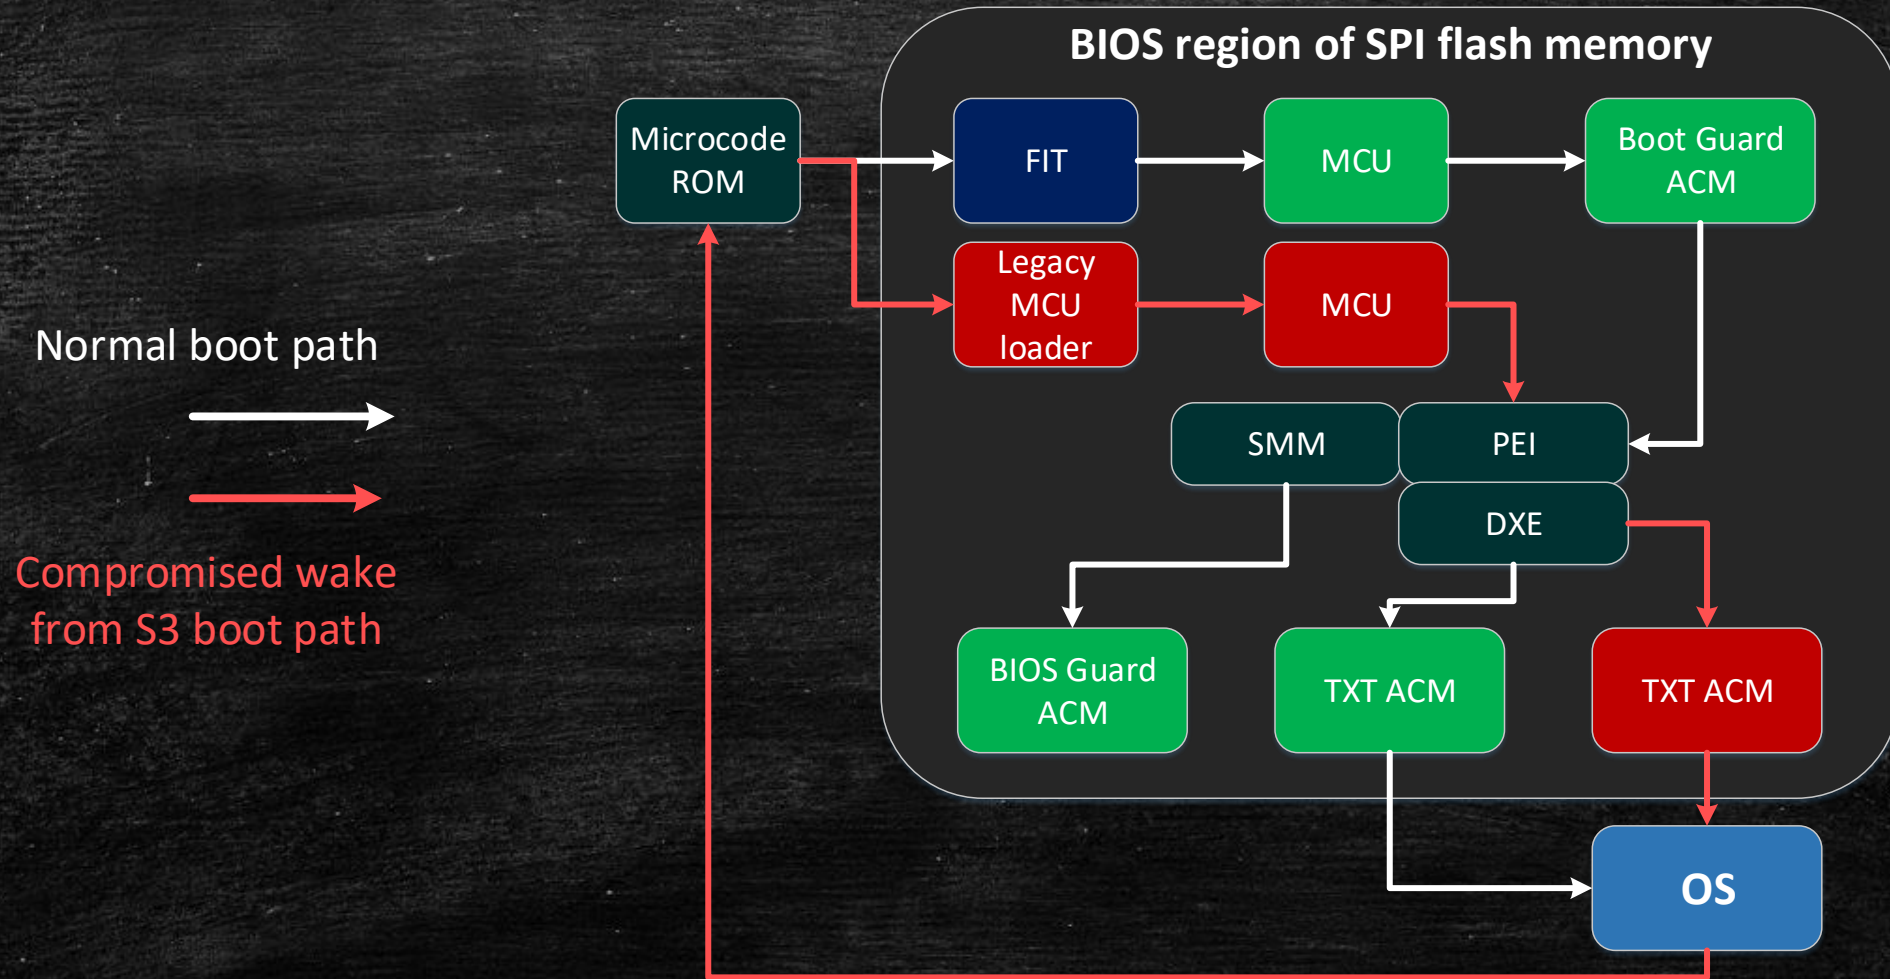 BIOS region of SPI flash memory
Microcode
ROM
FIT
MCU
Boot Guard
ACM
Legacy
MCU
loader
MCU
Normal boot path
SMM
PEI
DXE
Compromised wake
from S3 boot path
BIOS Guard
ACM
TXT ACM
TXT ACM
OS